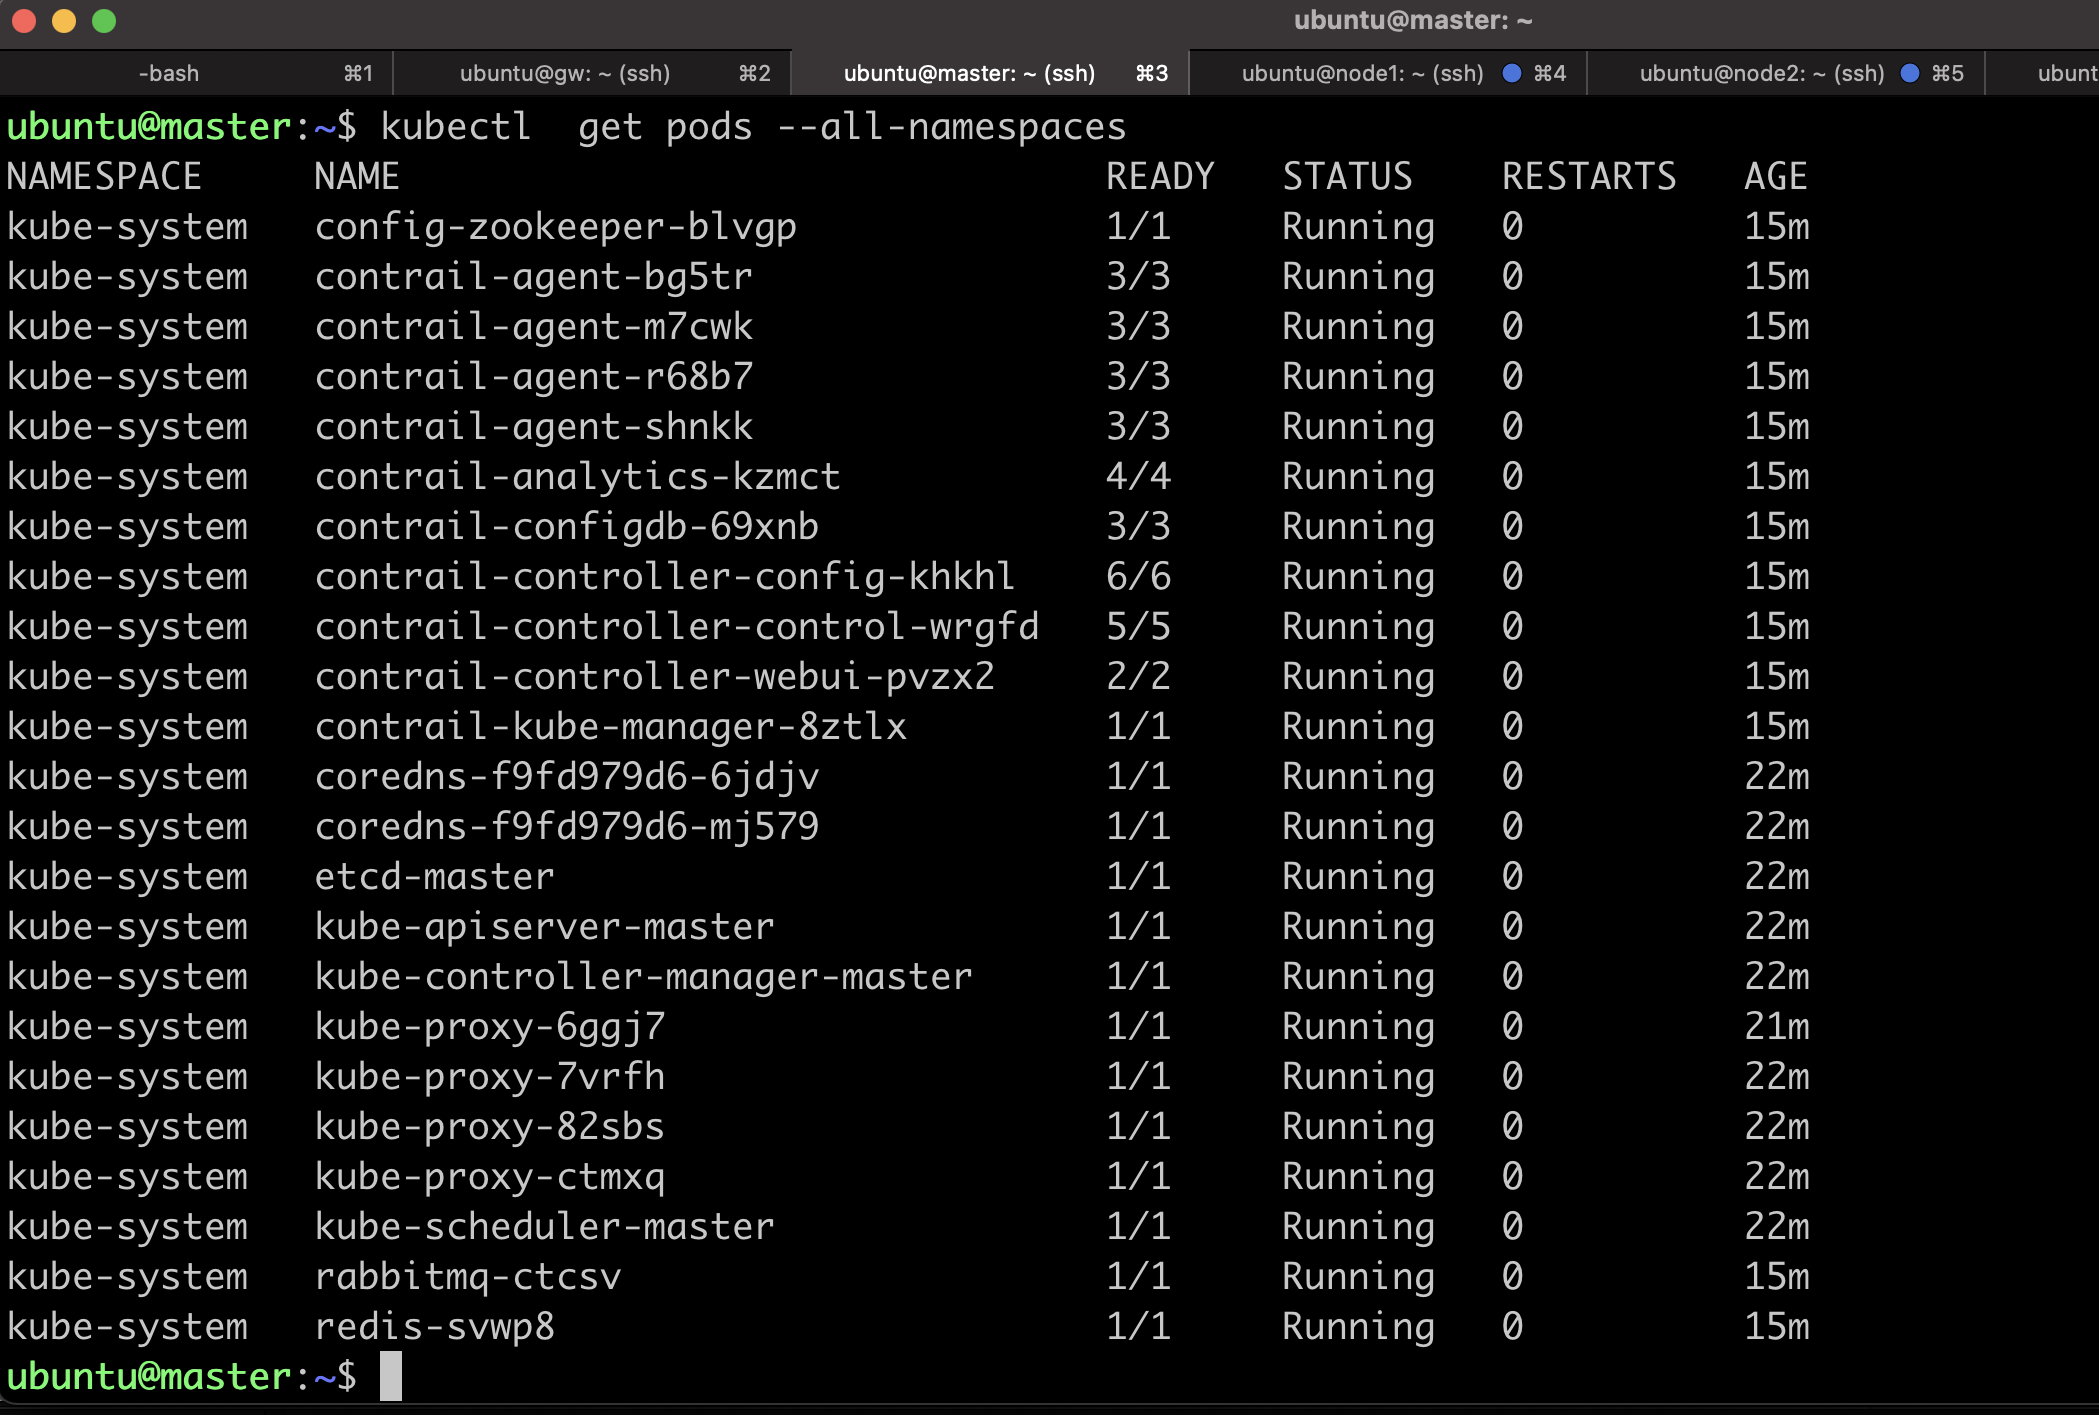 ubuntu@master: ~
-bash ⌘1 ubuntu@gw: ~ (ssh) ⌘2 ubuntu@master: ~ (ssh) ⌘3 ubuntu@node1: ~ (ssh) ⌘4 ubuntu@node2: ~ (ssh) ⌘5 ubunt
ubuntu@master:~$ kubectl  get pods --all-namespaces
NAMESPACE     NAME                                READY   STATUS    RESTARTS   AGE
kube-system   config-zookeeper-blvgp              1/1     Running   0          15m
kube-system   contrail-agent-bg5tr                3/3     Running   0          15m
kube-system   contrail-agent-m7cwk                3/3     Running   0          15m
kube-system   contrail-agent-r68b7                3/3     Running   0          15m
kube-system   contrail-agent-shnkk                3/3     Running   0          15m
kube-system   contrail-analytics-kzmct            4/4     Running   0          15m
kube-system   contrail-configdb-69xnb             3/3     Running   0          15m
kube-system   contrail-controller-config-khkhl    6/6     Running   0          15m
kube-system   contrail-controller-control-wrgfd   5/5     Running   0          15m
kube-system   contrail-controller-webui-pvzx2     2/2     Running   0          15m
kube-system   contrail-kube-manager-8ztlx         1/1     Running   0          15m
kube-system   coredns-f9fd979d6-6jdjv             1/1     Running   0          22m
kube-system   coredns-f9fd979d6-mj579             1/1     Running   0          22m
kube-system   etcd-master                         1/1     Running   0          22m
kube-system   kube-apiserver-master               1/1     Running   0          22m
kube-system   kube-controller-manager-master      1/1     Running   0          22m
kube-system   kube-proxy-6ggj7                    1/1     Running   0          21m
kube-system   kube-proxy-7vrfh                    1/1     Running   0          22m
kube-system   kube-proxy-82sbs                    1/1     Running   0          22m
kube-system   kube-proxy-ctmxq                    1/1     Running   0          22m
kube-system   kube-scheduler-master               1/1     Running   0          22m
kube-system   rabbitmq-ctcsv                      1/1     Running   0          15m
kube-system   redis-svwp8                         1/1     Running   0          15m
ubuntu@master:~$